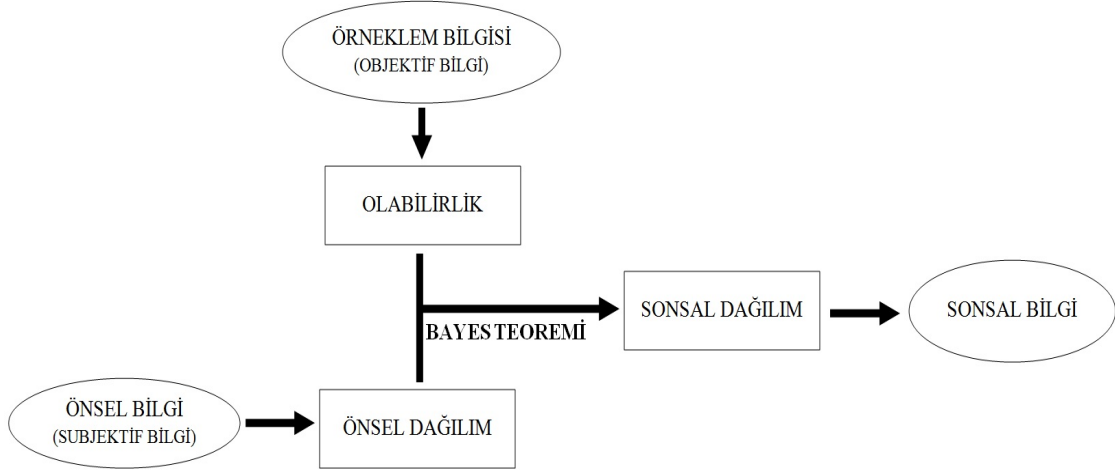 ÖRNEKLEM BİLGİSİ
(OBJEKTİF BİLGİ)
OLABİLİRLİK
SONSAL DAĞILIM
SONSAL BİLGİ
BAYES TEOREMİ
ÖNSEL BİLGİ
(SUBJEKTİF BİLGİ)
ÖNSEL DAĞILIM